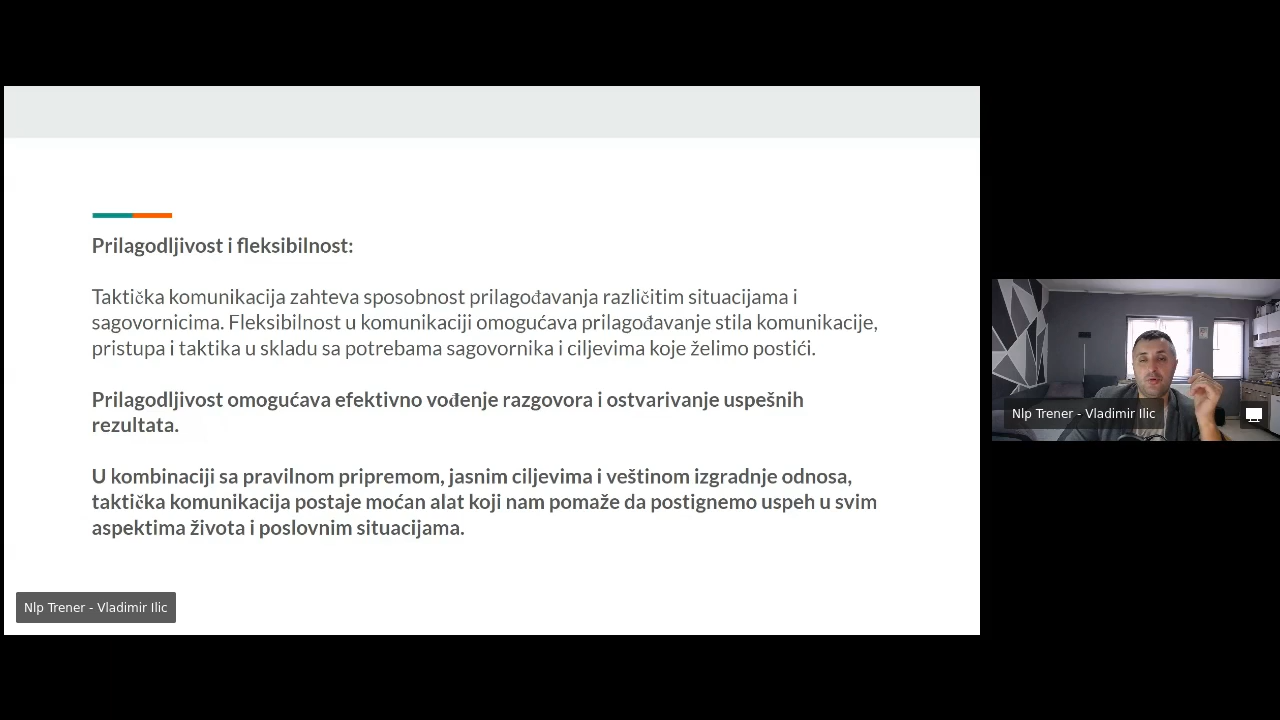 Prilagodljivost i fleksibilnost:
Taktička komunikacija zahteva sposobnost prilagođavanja različitim situacijama i
sagovornicima. Fleksibilnost u komunikaciji omogućava prilagođavanje stila komunikacije,
pristupa i taktika u skladu sa potrebama sagovornika i ciljevima koje želimo postići.
Prilagodljivost omogućava efektivno vođenje razgovora i ostvarivanje uspešnih
rezultata.
U kombinaciji sa pravilnom pripremom, jasnim ciljevima i veštinom izgradnje odnosa,
taktička komunikacija postaje moćan alat koji nam pomaže da postignemo uspeh u svim
aspektima života i poslovnim situacijama.
Nlp Trener - Vladimir Ilic
Nlp Trener - Vladimir Ilic